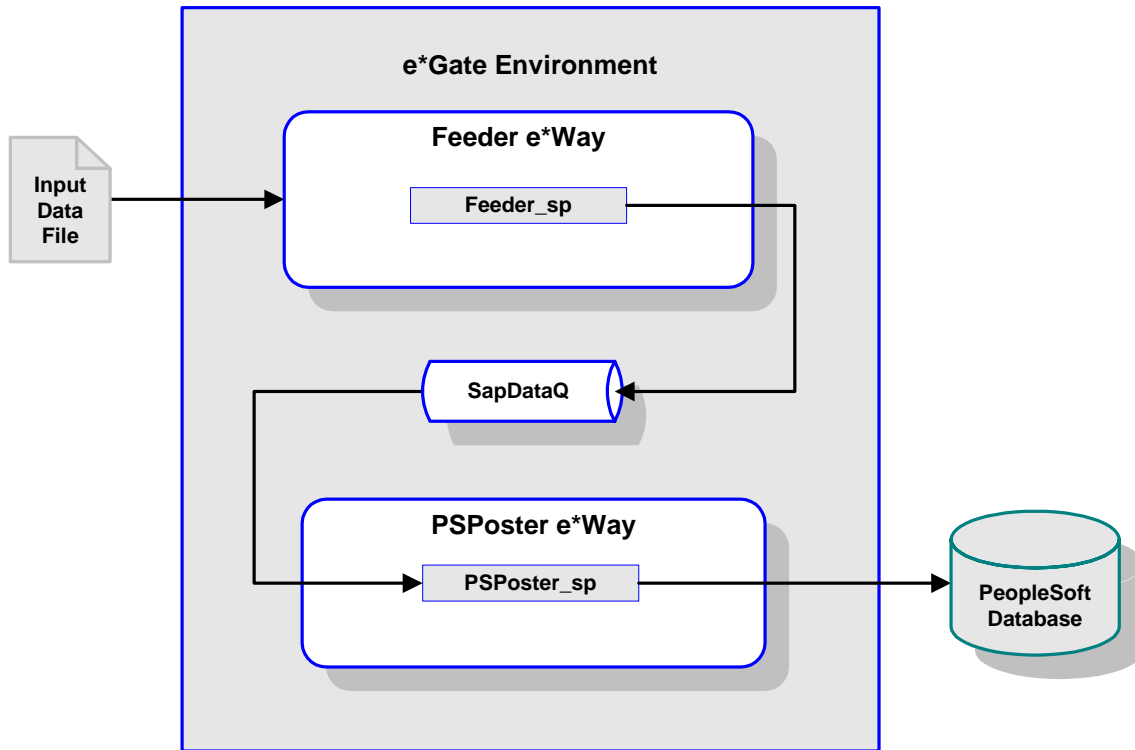 e*Gate Environment
Feeder e*Way
Input
Data
File
Feeder_sp
SapDataQ
PSPoster e*Way
PSPoster_sp
PeopleSoft
Database